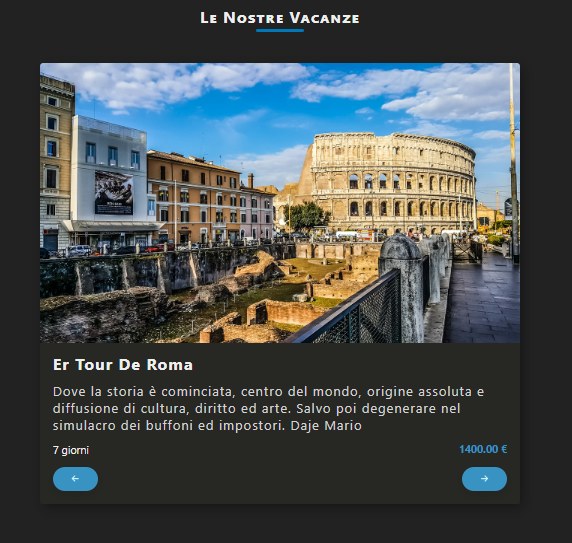 Le Nostre Vacanze
Er Tour De Roma
Dove la storia è cominciata, centro del mondo, origine assoluta e
diffusione di cultura, diritto ed arte. Salvo poi degenerare nel
simulacro dei buffoni ed impostori. Daje Mario
7 giorni
1400.00 €
← →